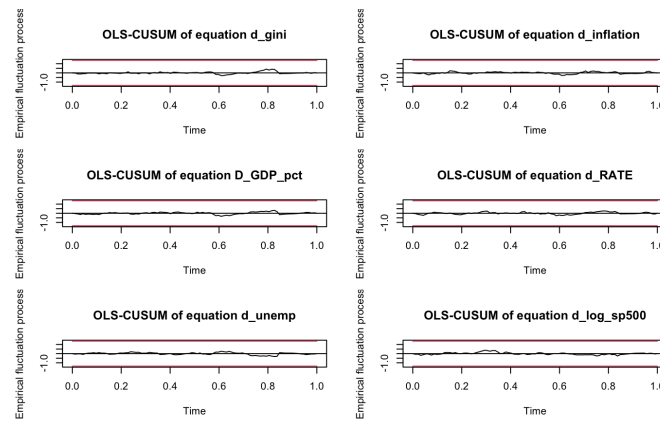 OLS-CUSUM of equation d_gini
Empirical fluctuation process
-1.0
0.0 0.2 0.4 0.6 0.8 1.0
Time
OLS-CUSUM of equation d_inflation
Empirical fluctuation process
-1.0
0.0 0.2 0.4 0.6 0.8 1.0
Time
OLS-CUSUM of equation D_GDP_pct
Empirical fluctuation process
-1.0
0.0 0.2 0.4 0.6 0.8 1.0
Time
OLS-CUSUM of equation d_RATE
Empirical fluctuation process
-1.0
0.0 0.2 0.4 0.6 0.8 1.0
Time
OLS-CUSUM of equation d_unemp
Empirical fluctuation process
-1.0
0.0 0.2 0.4 0.6 0.8 1.0
Time
OLS-CUSUM of equation d_log_sp500
Empirical fluctuation process
-1.0
0.0 0.2 0.4 0.6 0.8 1.0
Time